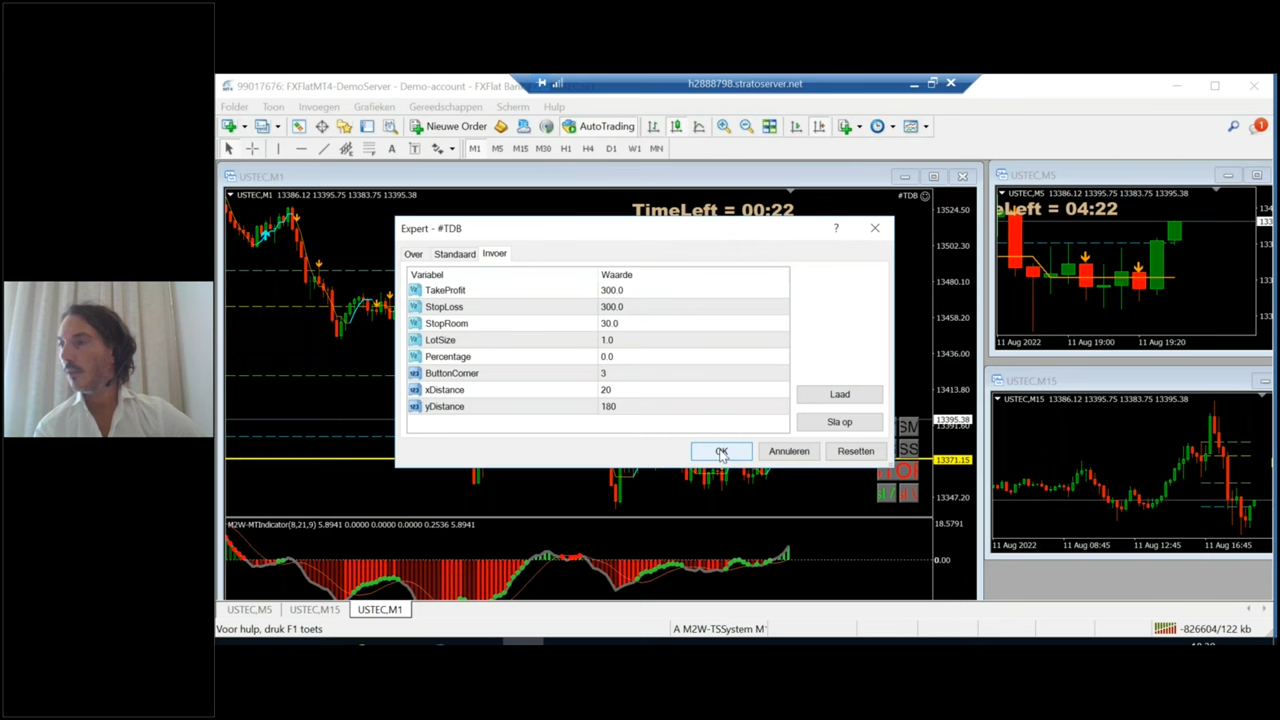 99017676: FXFlatMT4-DemoServer - Demo-account - FXFlat Ban
h2888798.stratoserver.net
Folder Toon Invoegen Grafieken Gereedschappen Scherm Hulp
Nieuwe Order AutoTrading
1
M1 M5 M15 M30 H1 H4 D1 W1 MN
USTEC,M1
USTEC,M1 13386.12 13395.75 13383.75 13395.38
#TDB
TimeLeft = 00:22
13524.50
13502.30
13480.10
13458.20
13436.00
13413.80
13395.38
13391.60
13371.15
13347.20
USTEC,M5
USTEC,M5 13386.12 13395.75 13383.75 13395.38
Left = 04:22
11 Aug 2022 11 Aug 19:00 11 Aug 19:20
USTEC,M15
USTEC,M15 13386.12 13395.75 13383.75 13395.38
11 Aug 2022 11 Aug 08:45 11 Aug 12:45 11 Aug 16:45
Expert - #TDB
Over Standaard Invoer
Variabel Waarde
TakeProfit 300.0
StopLoss 300.0
StopRoom 30.0
LotSize 1.0
Percentage 0.0
ButtonCorner 3
xDistance 20
yDistance 180
Laad
Sla op
OK Annuleren Resetten
M2W-MTIndicator(8,21,9) 5.8941 0.0000 0.0000 0.0000 0.2536 5.8941
18.5791
0.00
USTEC,M5 USTEC,M15 USTEC,M1
Voor hulp, druk F1 toets
A M2W-TSSystem M
-826604/122 kb